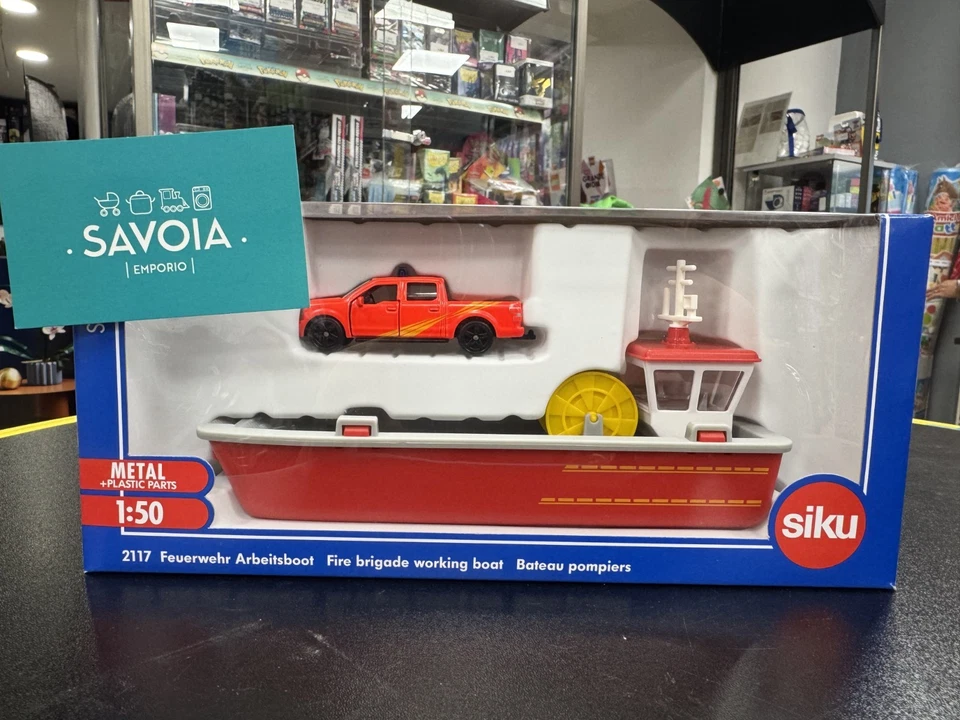 · SAVOIA ·
| EMPORIO |
METAL
+PLASTIC PARTS
1:50
siku
2117 Feuerwehr Arbeitsboot Fire brigade working boat Bateau pompiers